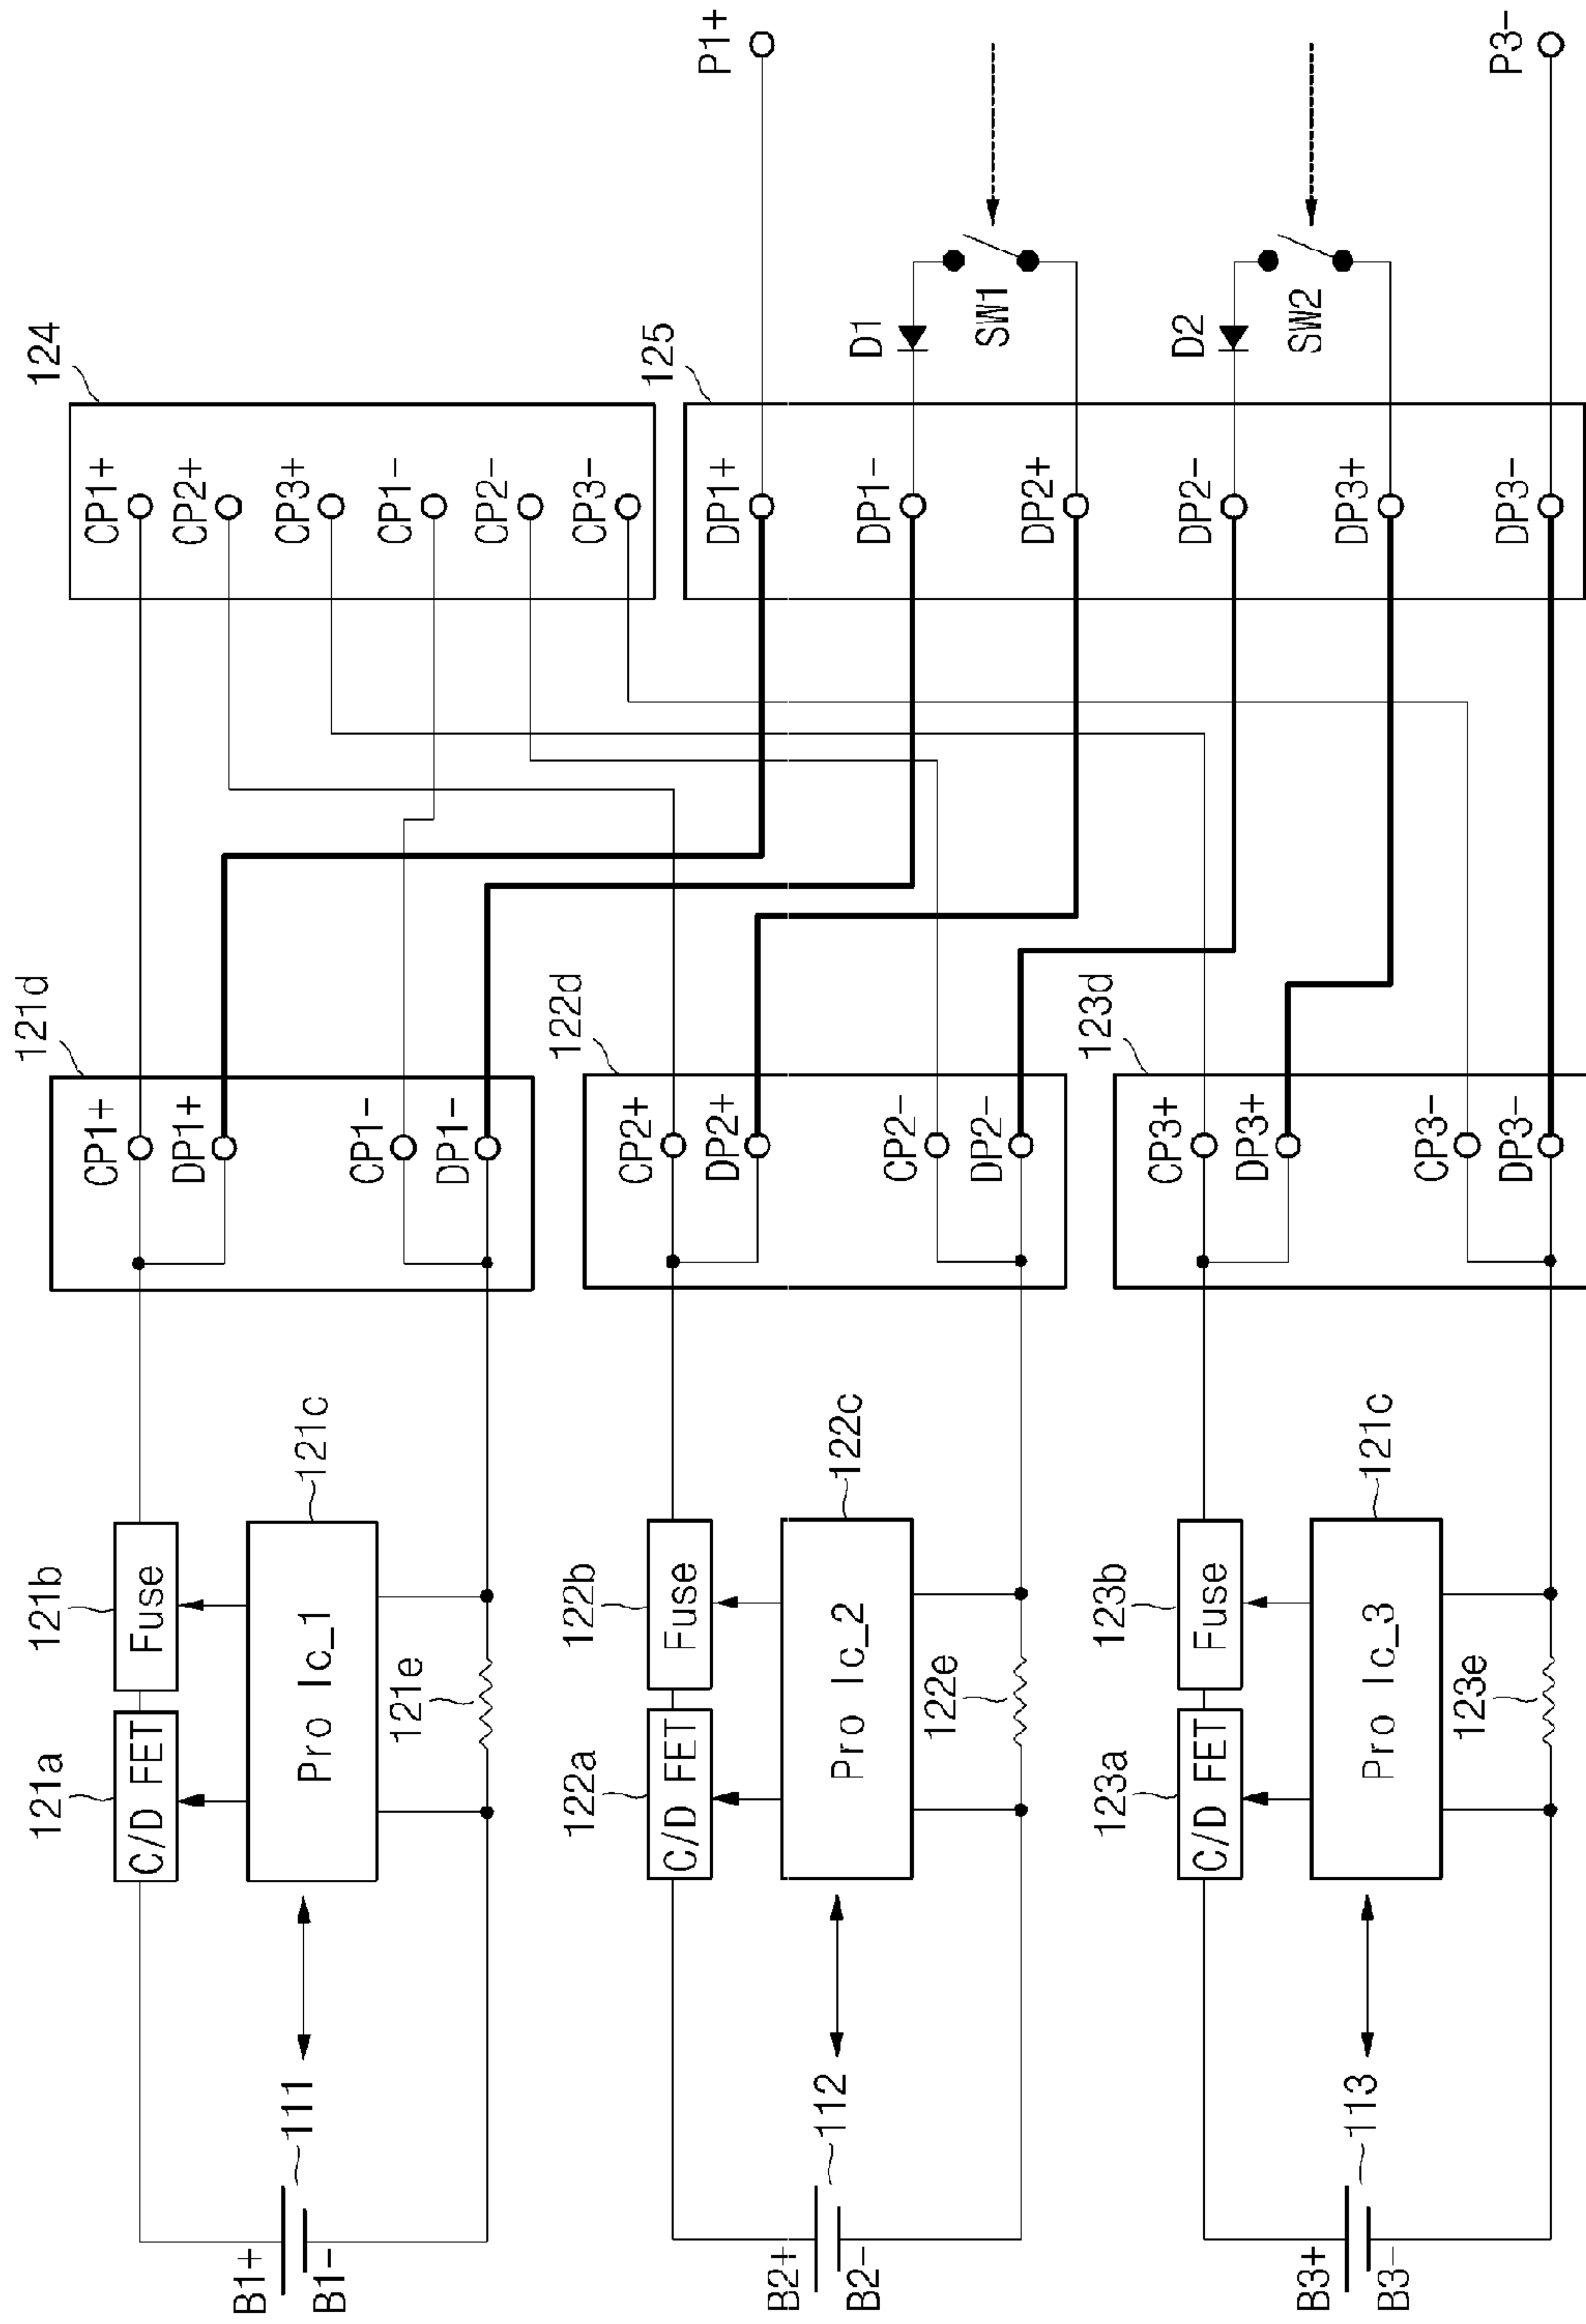 121d
124
CP1+
DP1+
CP1-
DP1-
CP1+
CP2+
CP3+
CP1-
CP2-
CP3-
121a
121b
C/D FET
Fuse
Pro Ic_1
121c
121e
B1+
B1-
111
122d
125
CP2+
DP2+
CP2-
DP2-
DP1+
DP1-
DP2+
DP2-
DP3+
DP3-
P1+
D1
SW1
D2
SW2
P3-
122a
122b
C/D FET
Fuse
Pro Ic_2
122c
122e
B2+
B2-
112
123d
CP3+
DP3+
CP3-
DP3-
123a
123b
C/D FET
Fuse
Pro Ic_3
121c
123e
B3+
B3-
113